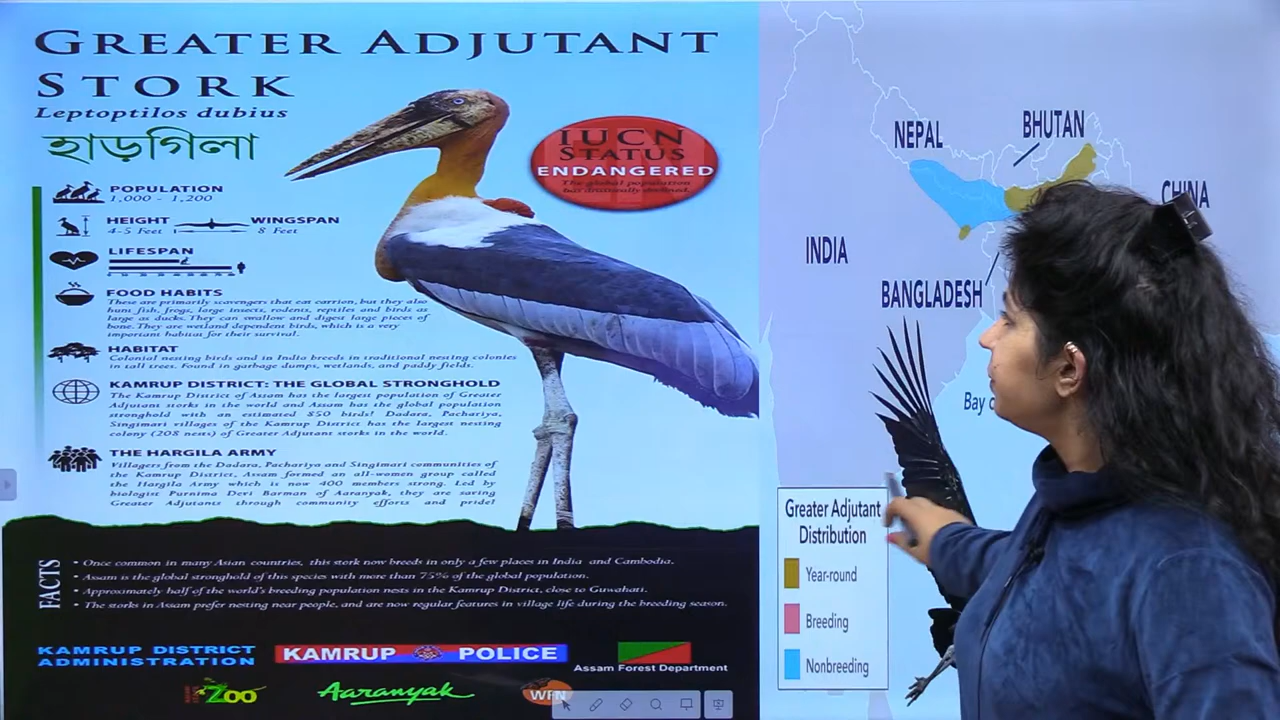 GREATER ADJUTANT
STORK
Leptoptilos dubius
হাড়গিলা
IUCN
STATUS
ENDANGERED
The global population
has drastically declined.
POPULATION
1,000 - 1,200
HEIGHT
4-5 Feet
WINGSPAN
8 Feet
LIFESPAN
FOOD HABITS
These are primarily scavengers that eat carrion, but they also
hunt fish, frogs, large insects, rodents, reptiles and birds as
large as ducks. They can swallow and digest large pieces of
bone. They are wetland dependent birds, which is a very
important habitat for their survival.
HABITAT
Colonial nesting birds and in India breeds in traditional nesting colonies
in tall trees. Found in garbage dumps, wetlands, and paddy fields.
KAMRUP DISTRICT: THE GLOBAL STRONGHOLD
The Kamrup District of Assam has the largest population of Greater
Adjutant storks in the world and Assam has the global population
stronghold with an estimated 850 birds! Dadara, Pachariya,
Singimari villages of the Kamrup District has the largest nesting
colony (208 nests) of Greater Adjutant storks in the world.
THE HARGILA ARMY
Villagers from the Dadara, Pachariya and Singimari communities of
the Kamrup District, Assam formed an all-women group called
the Hargila Army which is now 400 members strong. Led by
biologist Purnima Devi Barman of Aaranyak, they are saving
Greater Adjutants through community efforts and pride!
FACTS
• Once common in many Asian countries, this stork now breeds in only a few places in India and Cambodia.
• Assam is the global stronghold of this species with more than 75% of the global population.
• Approximately half of the world's breeding population nests in the Kamrup District, close to Guwahati.
• The storks in Assam prefer nesting near people, and are now regular features in village life during the breeding season.
KAMRUP DISTRICT
ADMINISTRATION
KAMRUP POLICE
Assam Forest Department
ZOO
Aaranyak
WFN
NEPAL
BHUTAN
CHINA
INDIA
BANGLADESH
Bay
Greater Adjutant
Distribution
Year-round
Breeding
Nonbreeding